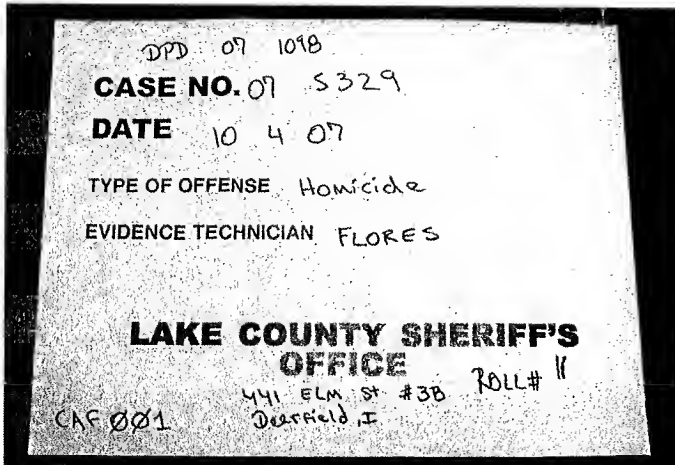 DPD 07 1098
CASE NO. 07 5329
DATE 10 4 07
TYPE OF OFFENSE Homicide
EVIDENCE TECHNICIAN FLORES
LAKE COUNTY SHERIFF'S
OFFICE
ROLL# 11
441 ELM St #3B
CAF ØØ1 Deerfield, I